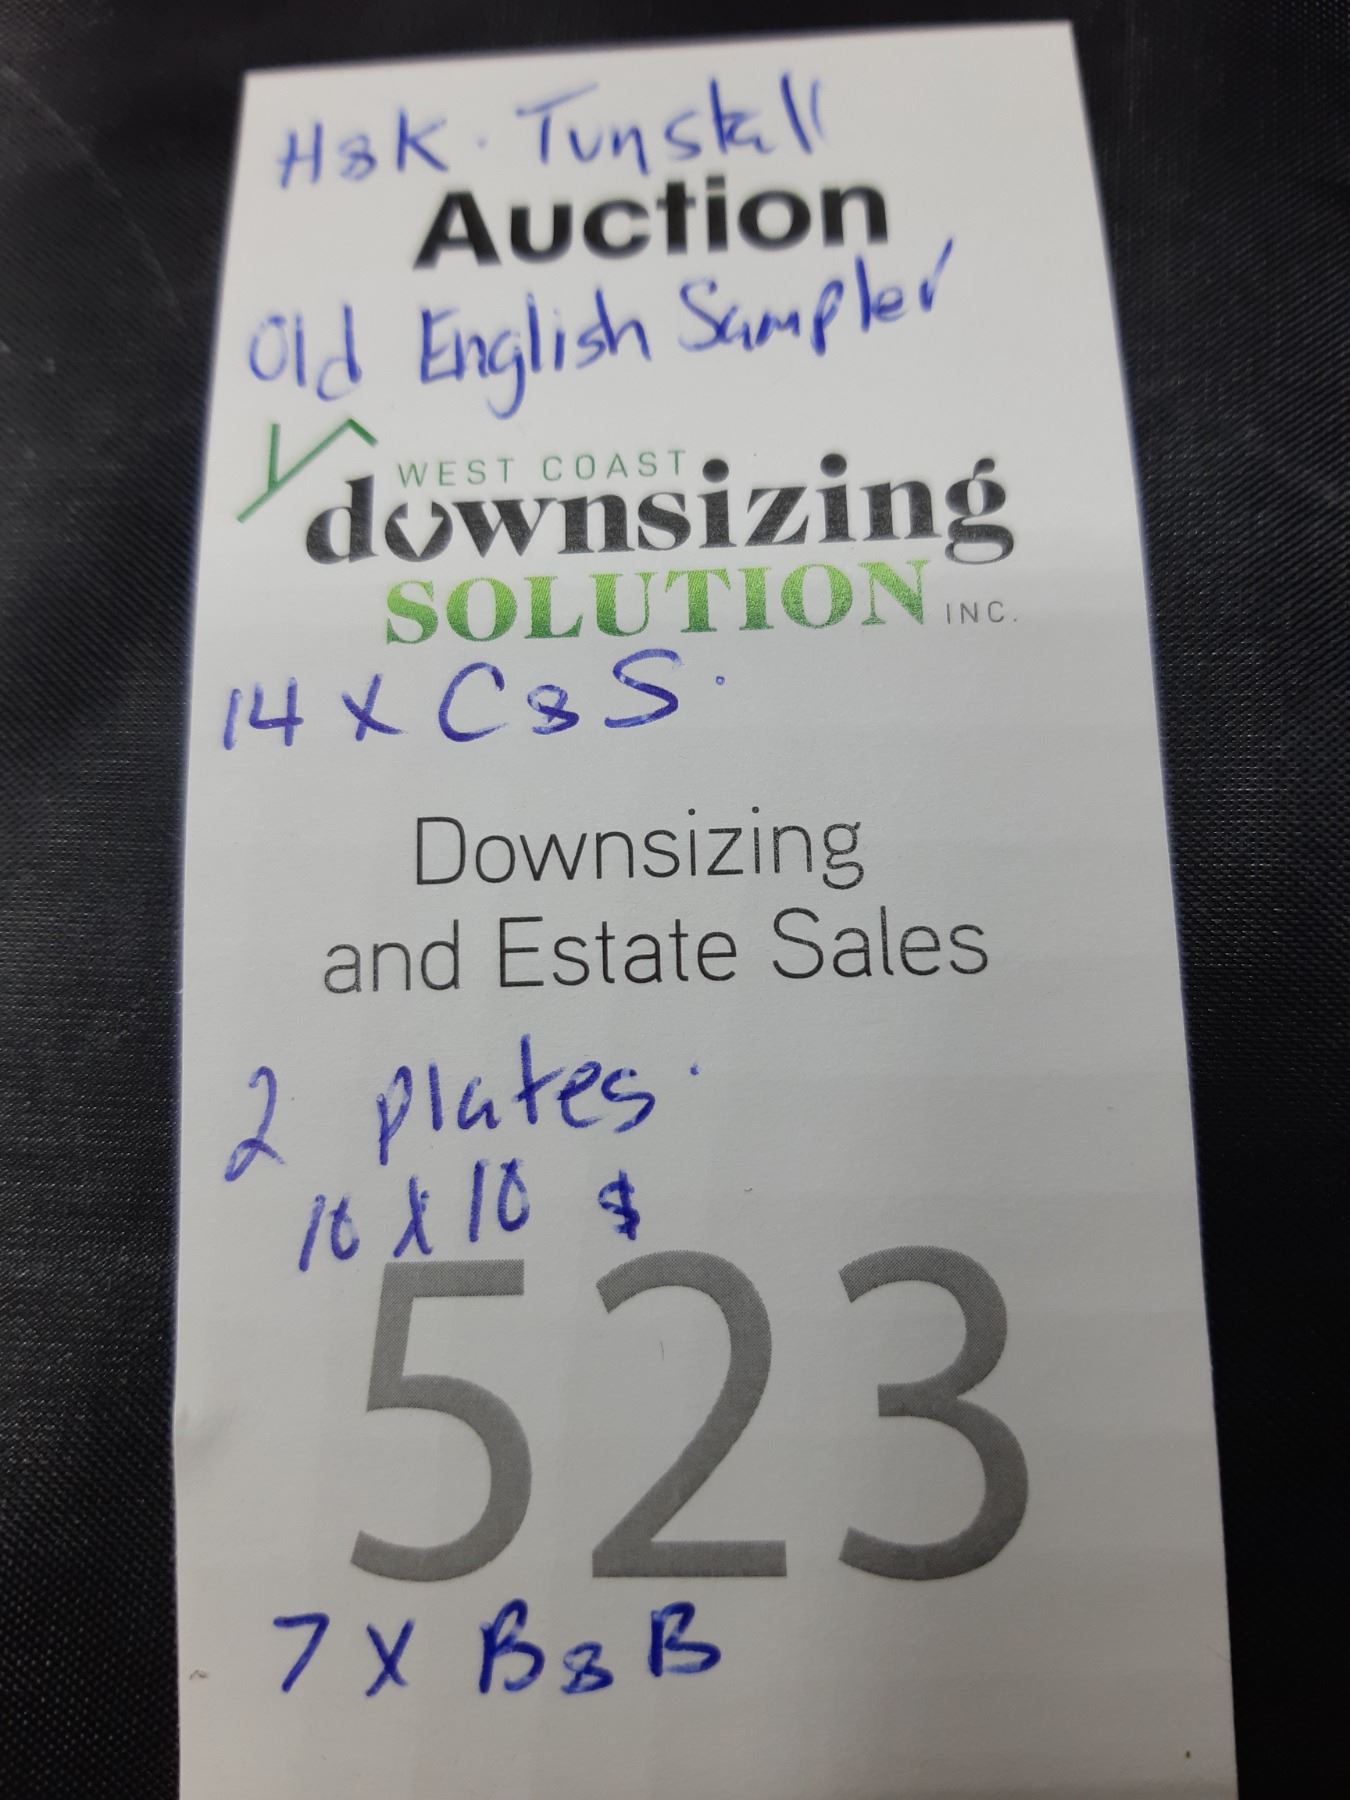 H&K. Tunstall
Auction
Old English Sampler
WEST COAST
downsizing
SOLUTION INC.
14 x C&S.
Downsizing
and Estate Sales
2 plates.
10 x 10 $
523
7 x B&B